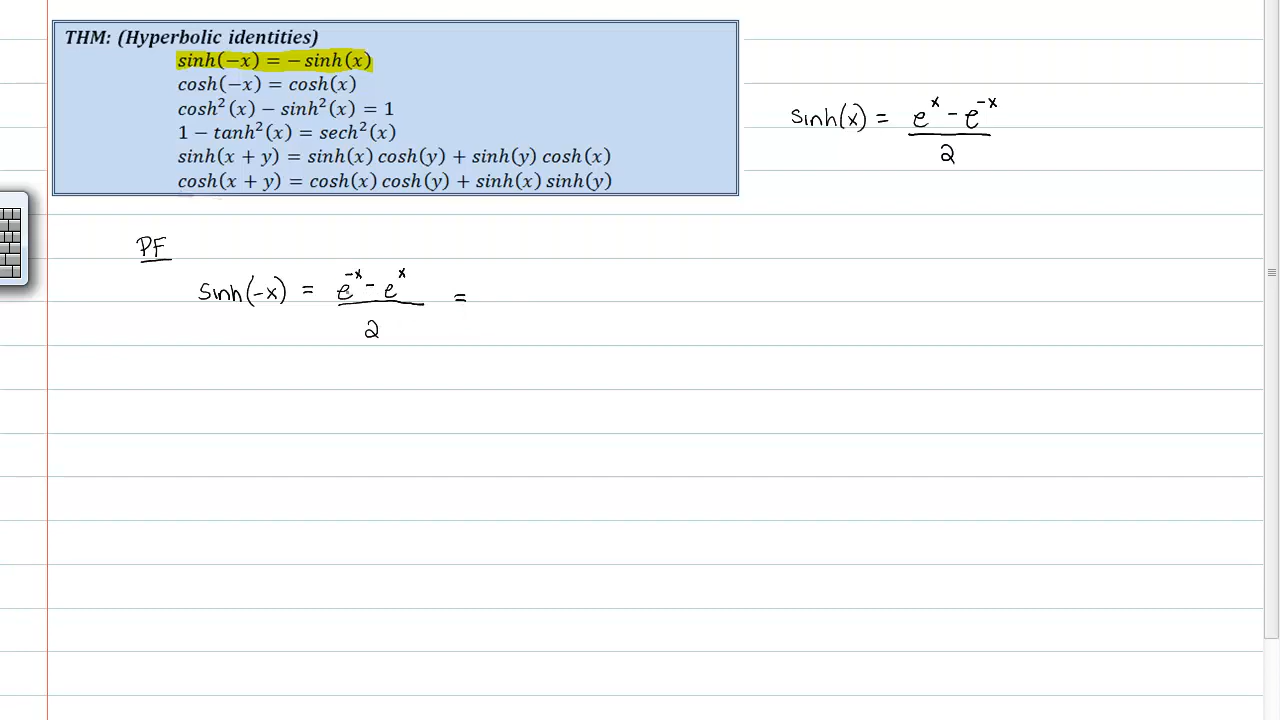 THM: (Hyperbolic identities)
sinh(−x) = − sinh(x)
cosh(−x) = cosh(x)
cosh²(x) − sinh²(x) = 1
1 − tanh²(x) = sech²(x)
sinh(x + y) = sinh(x) cosh(y) + sinh(y) cosh(x)
cosh(x + y) = cosh(x) cosh(y) + sinh(x) sinh(y)
sinh(x) = (e^x − e^−x)/2
PF
sinh(−x) = (e^−x − e^x)/2 =